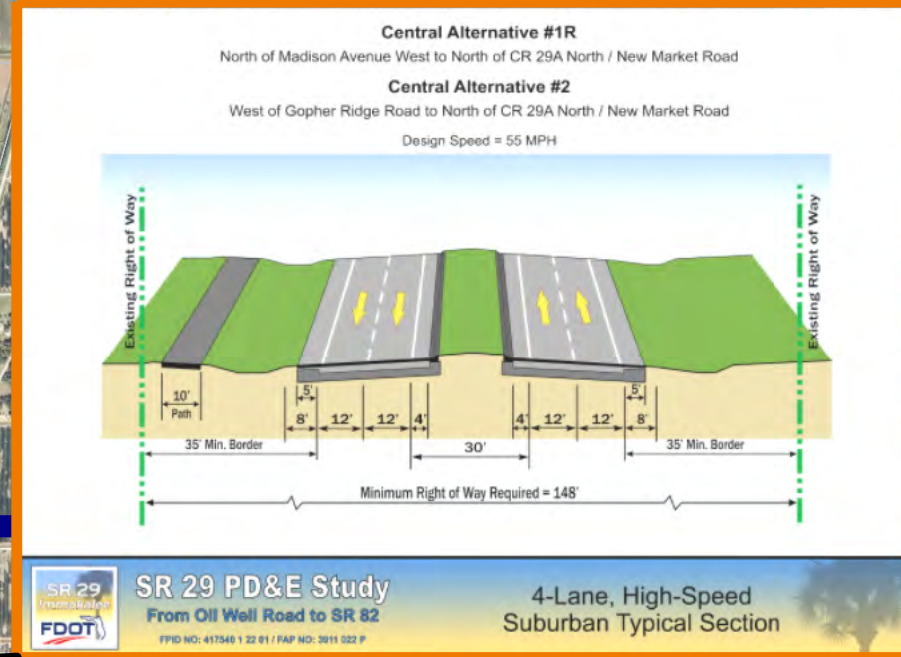 Central Alternative #1R
North of Madison Avenue West to North of CR 29A North / New Market Road
Central Alternative #2
West of Gopher Ridge Road to North of CR 29A North / New Market Road
Design Speed = 55 MPH
Existing Right of Way
Existing Right of Way
10'
Path
5'
5'
8'
12'
12'
4'
4'
12'
12'
8'
35' Min. Border
30'
35' Min. Border
Minimum Right of Way Required = 148'
SR 29
Immokalee
FDOT
SR 29 PD&E Study
From Oil Well Road to SR 82
FPID NO: 417540 1 22 01 / FAP NO: 3911 022 P
4-Lane, High-Speed
Suburban Typical Section